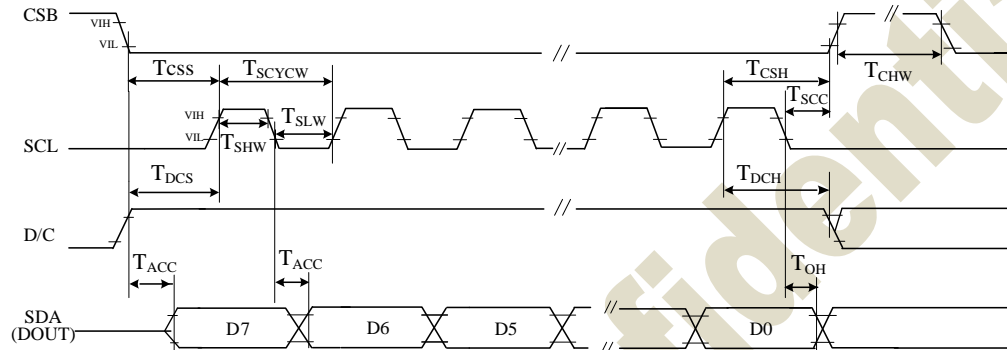 CSB
VIH
VIL
//
//
Tcss
TSCYCW
TCSH
TCHW
TSCC
SCL
VIH
VIL
TSHW
TSLW
//
TDCS
TDCH
D/C
//
TACC
TACC
TOH
SDA
(DOUT)
D7
D6
D5
//
//
D0
fidenti